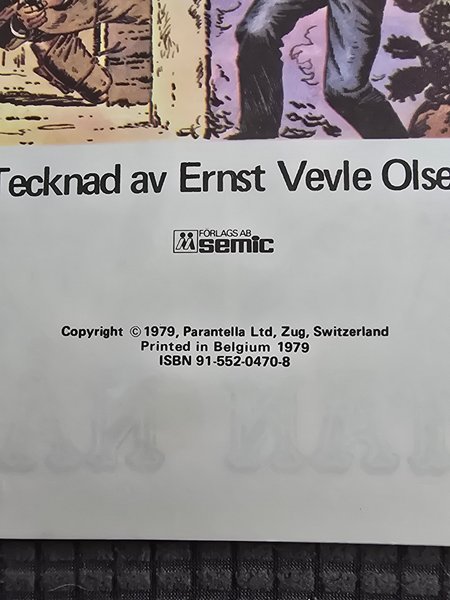 Tecknad av Ernst Vevle Olse
FÖRLAGS AB
semic
Copyright © 1979, Parantella Ltd, Zug, Switzerland
Printed in Belgium 1979
ISBN 91-552-0470-8